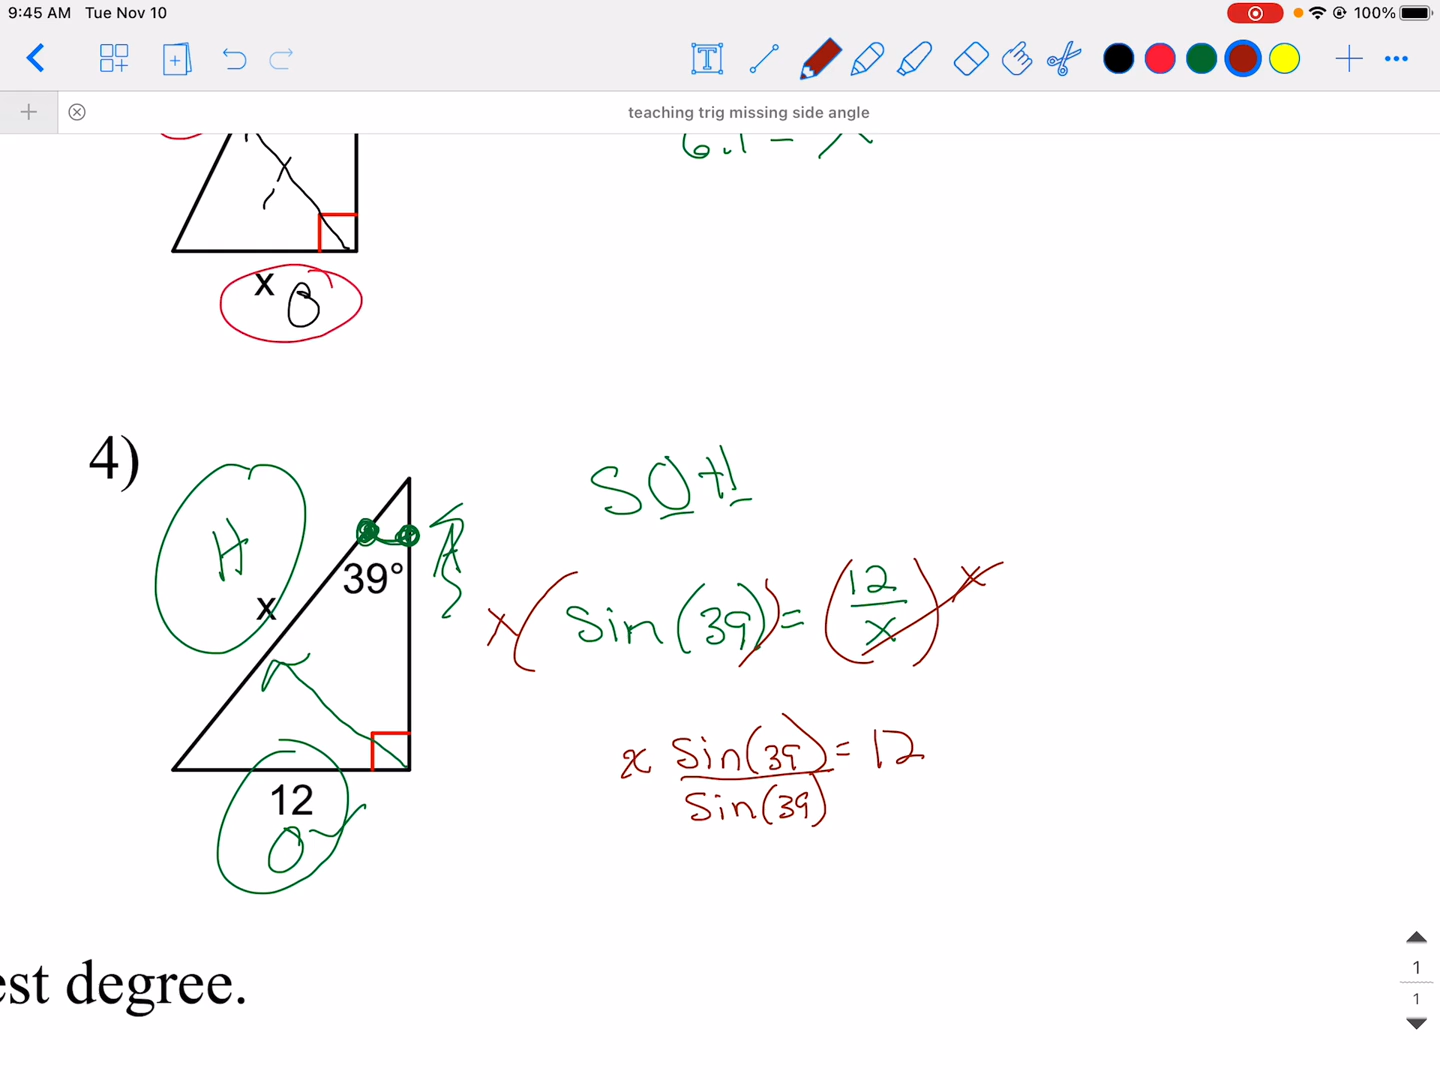 9:45 AM Tue Nov 10 100%
teaching trig missing side angle
6.1 = x
x
x O
4)
SOH
H
A
39°
x
x (sin(39)) = (12/x) x
x sin(39) = 12
sin(39)
12
O
est degree.
1
1